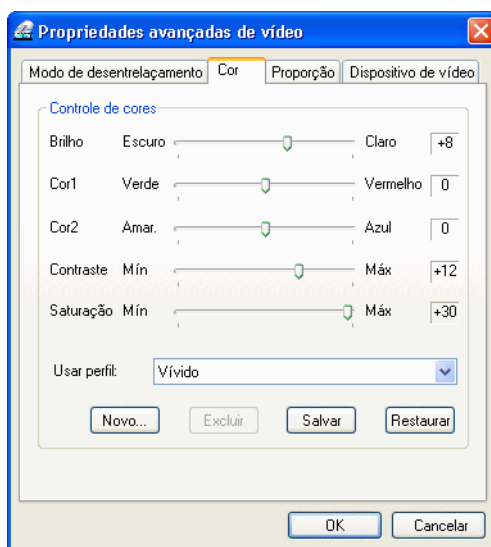 Propriedades avançadas de vídeo
Modo de desentrelaçamento Cor Proporção Dispositivo de vídeo
Controle de cores
Brilho Escuro Claro +8
Cor1 Verde Vermelho 0
Cor2 Amar. Azul 0
Contraste Mín Máx +12
Saturação Mín Máx +30
Usar perfil: Vívido
Novo... Excluir Salvar Restaurar
OK Cancelar